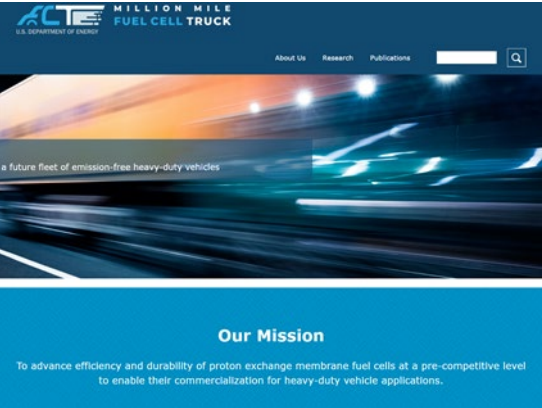 MILLION MILE
FUEL CELL TRUCK
U.S. DEPARTMENT OF ENERGY
About Us Research Publications
a future fleet of emission-free heavy-duty vehicles
Our Mission
To advance efficiency and durability of proton exchange membrane fuel cells at a pre-competitive level
to enable their commercialization for heavy-duty vehicle applications.